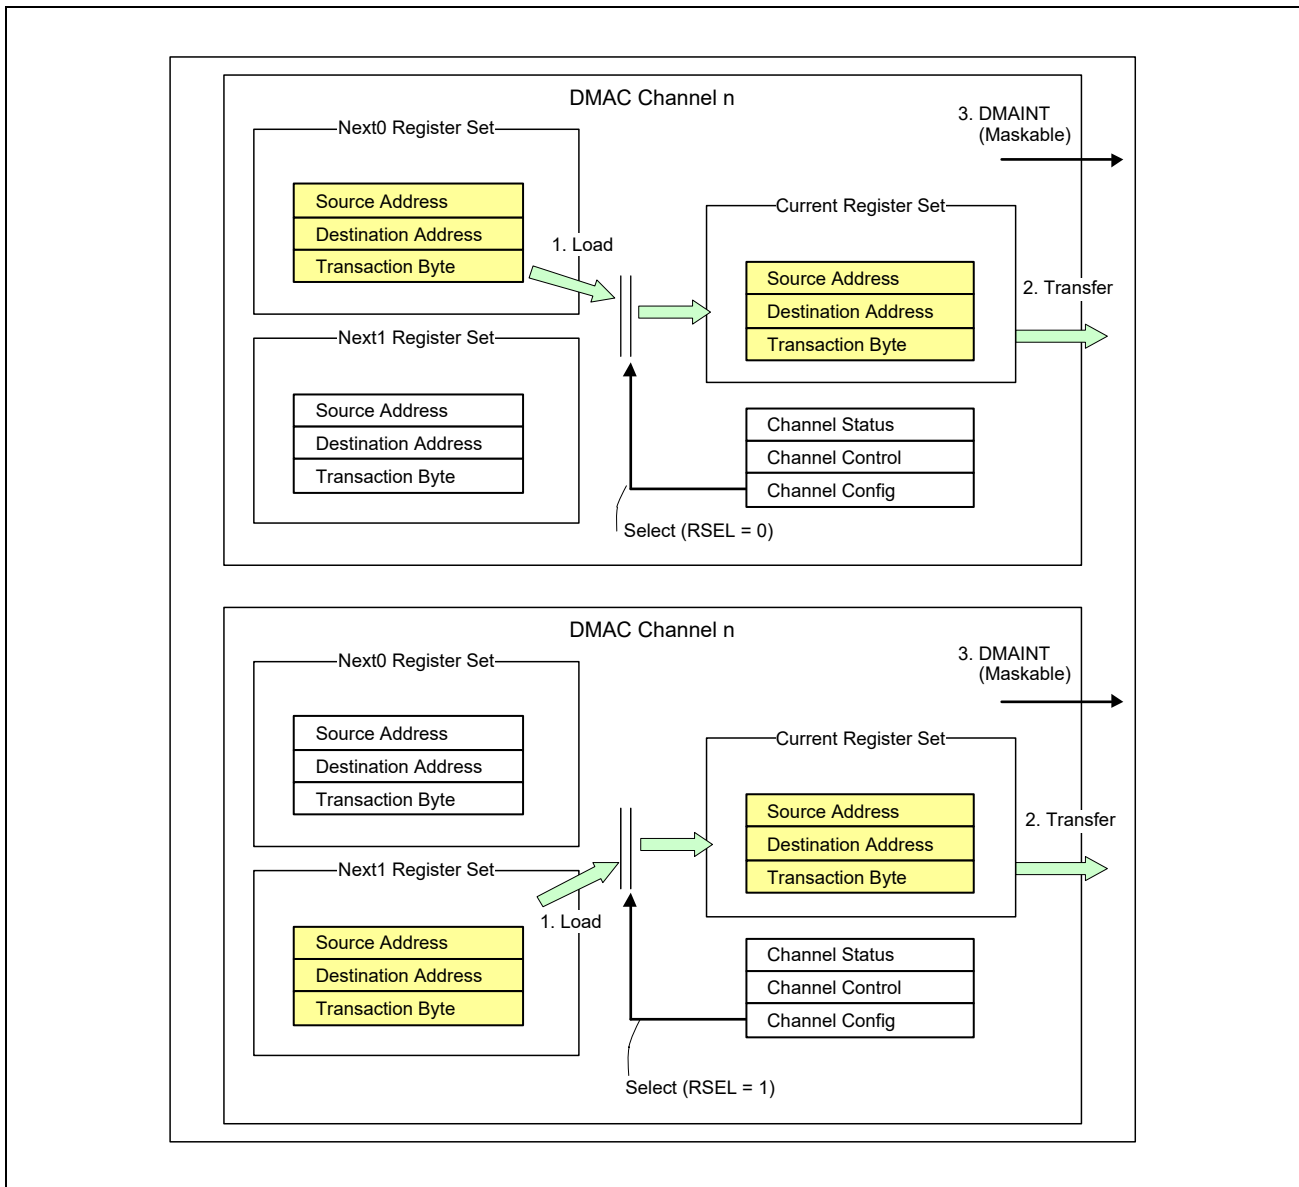 DMAC Channel n
Next0 Register Set
Source Address
Destination Address
Transaction Byte
1. Load
Next1 Register Set
Source Address
Destination Address
Transaction Byte
Current Register Set
Source Address
Destination Address
Transaction Byte
Channel Status
Channel Control
Channel Config
Select (RSEL = 0)
2. Transfer
3. DMAINT
(Maskable)
DMAC Channel n
Next0 Register Set
Source Address
Destination Address
Transaction Byte
Next1 Register Set
1. Load
Source Address
Destination Address
Transaction Byte
Current Register Set
Source Address
Destination Address
Transaction Byte
Channel Status
Channel Control
Channel Config
Select (RSEL = 1)
2. Transfer
3. DMAINT
(Maskable)